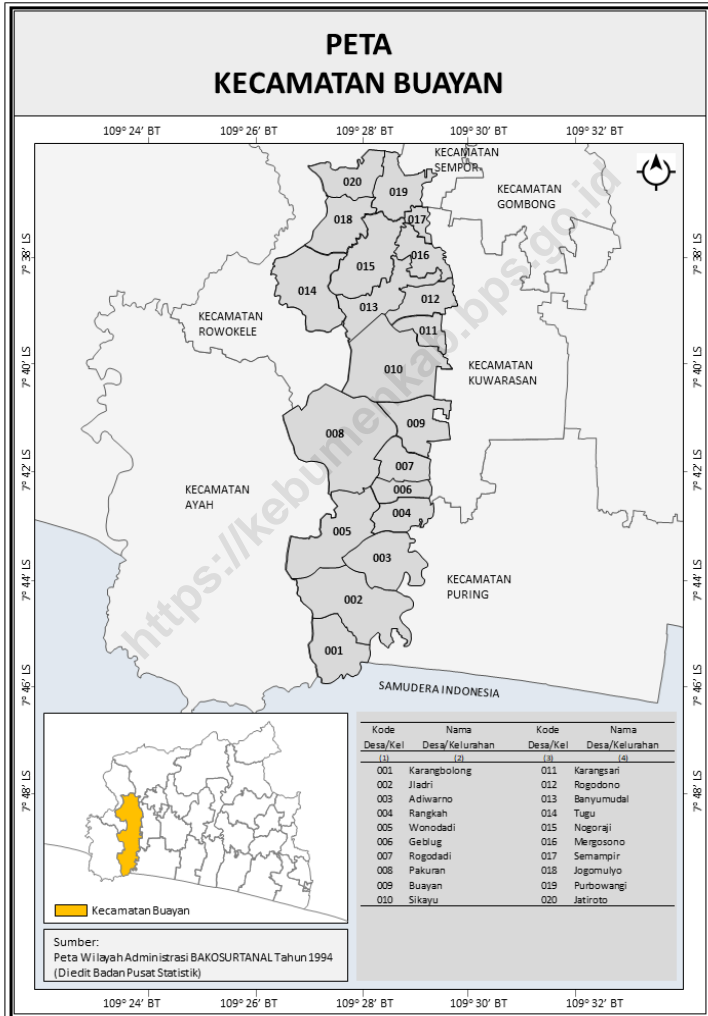 PETA
KECAMATAN BUAYAN
109° 24' BT 109° 26' BT 109° 28' BT 109° 30' BT 109° 32' BT
KECAMATAN
SEMPOR
KECAMATAN
GOMBONG
020
019
018
017
016
015
014
013
012
011
KECAMATAN
ROWOKELE
010
KECAMATAN
KUWARASAN
009
008
007
006
KECAMATAN
AYAH
004
005
003
KECAMATAN
PURING
002
001
SAMUDERA INDONESIA
7° 38' LS
7° 40' LS
7° 42' LS
7° 44' LS
7° 46' LS
7° 48' LS
7° 38' LS
7° 40' LS
7° 42' LS
7° 44' LS
7° 46' LS
7° 48' LS
https://kebumenkab.bps.go.id
Kode Nama Kode Nama
Desa/Kel Desa/Kelurahan Desa/Kel Desa/Kelurahan
(1) (2) (3) (4)
001 Karangbolong 011 Karangsari
002 Jladri 012 Rogodono
003 Adiwarno 013 Banyumudal
004 Rangkah 014 Tugu
005 Wonodadi 015 Nogoraji
006 Geblug 016 Mergosono
007 Rogodadi 017 Semampir
008 Pakuran 018 Jogomulyo
009 Buayan 019 Purbowangi
010 Sikayu 020 Jatiroto
Kecamatan Buayan
Sumber:
Peta Wilayah Administrasi BAKOSURTANAL Tahun 1994
(Diedit Badan Pusat Statistik)
109° 24' BT 109° 26' BT 109° 28' BT 109° 30' BT 109° 32' BT